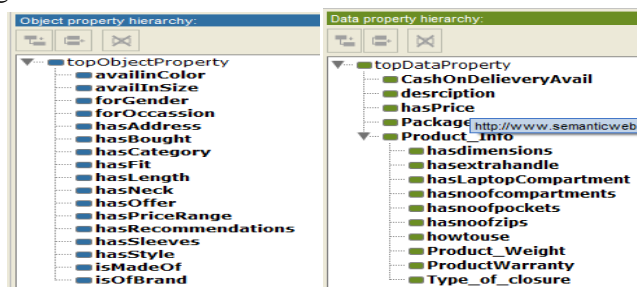 Object property hierarchy:
topObjectProperty
availinColor
availInSize
forGender
forOccassion
hasAddress
hasBought
hasCategory
hasFit
hasLength
hasNeck
hasOffer
hasPriceRange
hasRecommendations
hasSleeves
hasStyle
isMadeOf
isOfBrand
Data property hierarchy:
topDataProperty
CashOnDelieveryAvail
desrciption
hasPrice
Package
http://www.semanticweb
Product_Info
hasdimensions
hasextrahandle
hasLaptopCompartment
hasnoofcompartments
hasnoofpockets
hasnoofzips
howtouse
Product_Weight
ProductWarranty
Type_of_closure